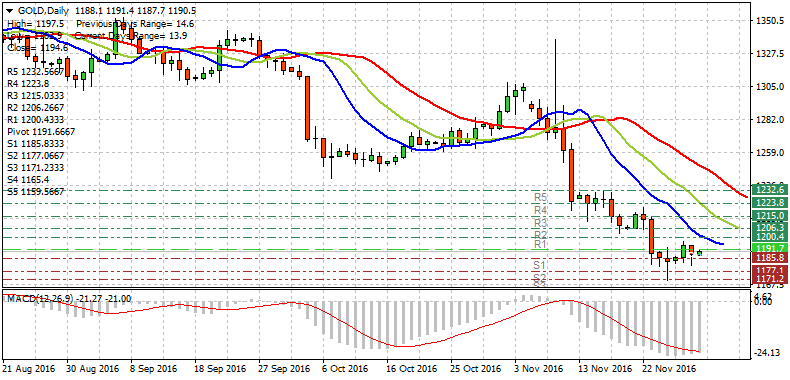 GOLD,Daily 1188.1 1191.4 1187.7 1190.5
High= 1197.5 Previous Days Range= 14.6
Current Days Range= 13.9
Close= 1194.6
R5 1232.5667
R4 1223.8
R3 1215.0333
R2 1206.2667
R1 1200.4333
Pivot 1191.6667
S1 1185.8333
S2 1177.0667
S3 1171.2333
S4 1165.4
S5 1159.5667
R5
R4
R3
R2
R1
S1
S2
1350.5
1327.5
1305.0
1282.0
1259.0
1232.6
1223.8
1215.0
1206.3
1200.4
1191.7
1185.8
1177.1
1171.2
1167.5
MACD(12,26,9) -21.27 -21.00
4.62
0.00
-24.13
21 Aug 2016 30 Aug 2016 8 Sep 2016 18 Sep 2016 27 Sep 2016 6 Oct 2016 16 Oct 2016 25 Oct 2016 3 Nov 2016 13 Nov 2016 22 Nov 2016